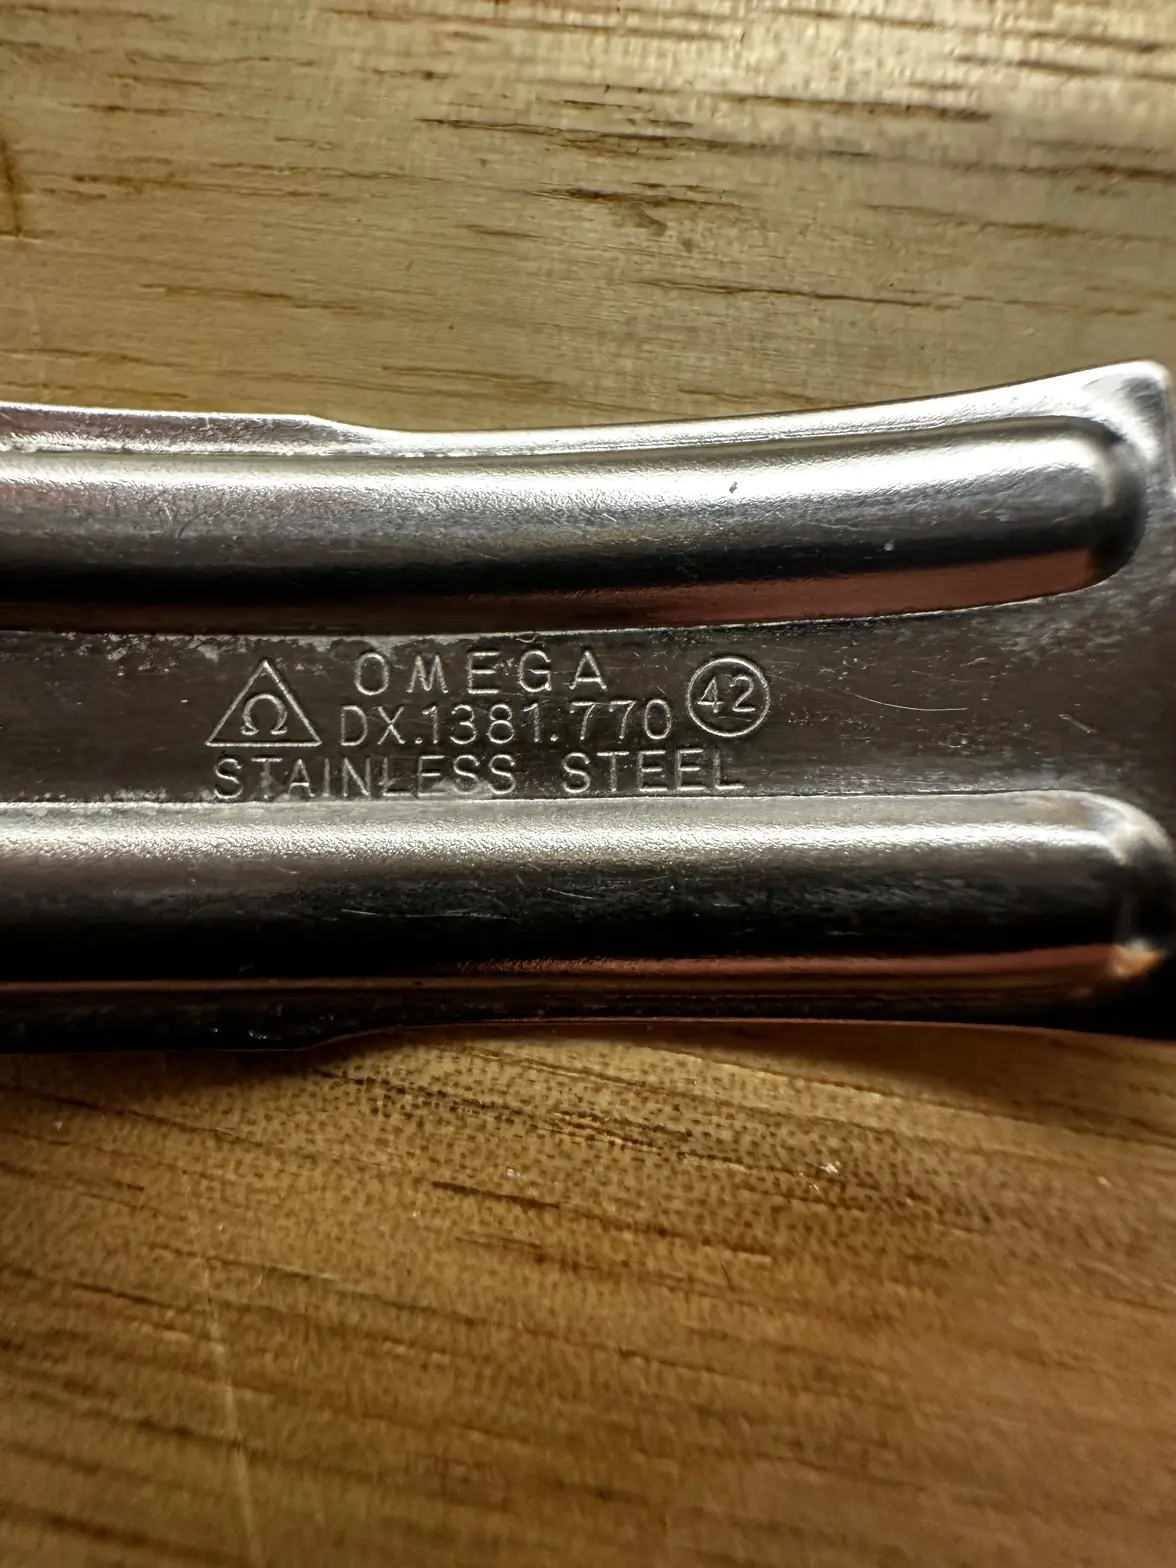 Ω OMEGA
DX.1381.770 42
STAINLESS STEEL